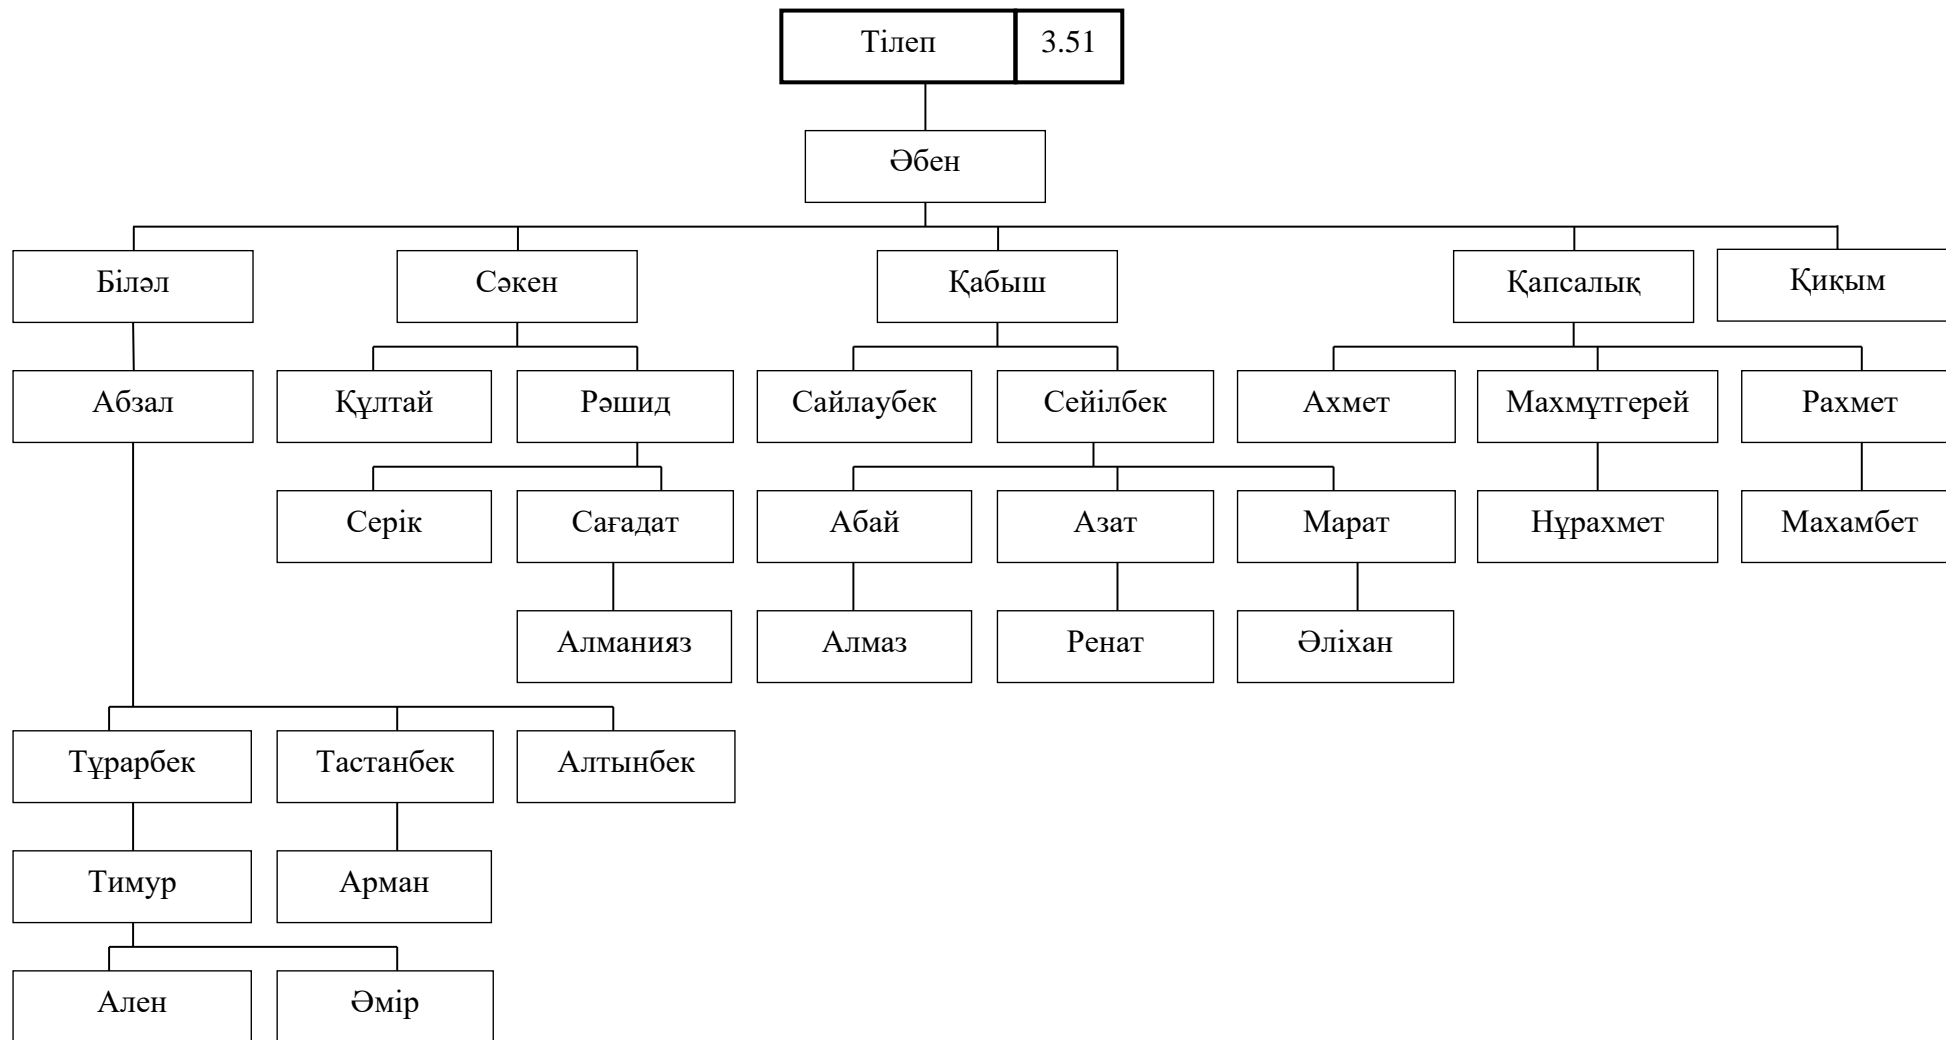 Тілеп 3.51
Әбен
Біләл Сәкен Қабыш Қапсалық Қиқым
Абзал Құлтай Рәшид Сайлаубек Сейілбек Ахмет Махмұтгерей Рахмет
Серік Сағадат Абай Азат Марат Нұрахмет Махамбет
Алманияз Алмаз Ренат Әліхан
Тұрарбек Тастанбек Алтынбек
Тимур Арман
Ален Әмір